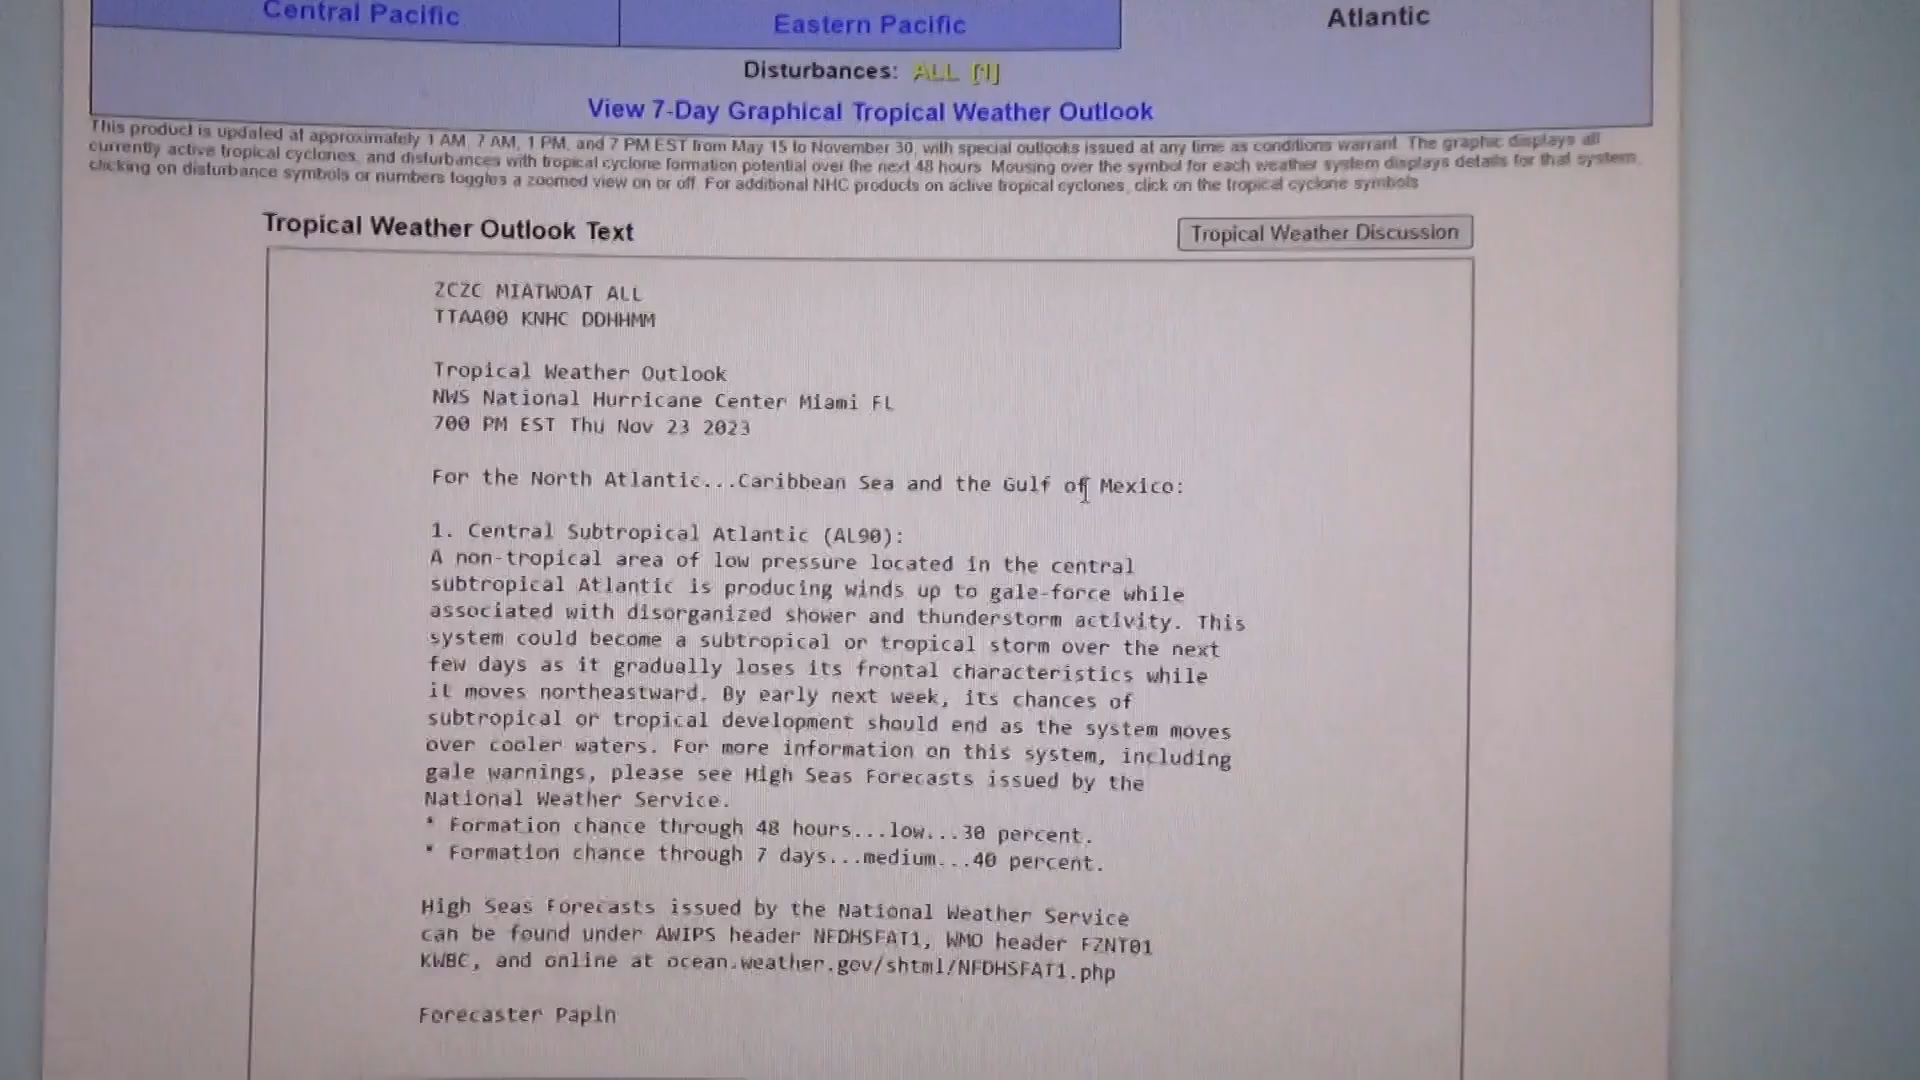 Central Pacific
Eastern Pacific
Atlantic
Disturbances: ALL [1]
View 7-Day Graphical Tropical Weather Outlook
This product is updated at approximately 1 AM, 7 AM, 1 PM, and 7 PM EST from May 15 to November 30, with special outlooks issued at any time as conditions warrant. The graphic displays all
currently active tropical cyclones, and disturbances with tropical cyclone formation potential over the next 48 hours. Mousing over the symbol for each weather system displays details for that system.
clicking on disturbance symbols or numbers toggles a zoomed view on or off. For additional NHC products on active tropical cyclones, click on the tropical cyclone symbols
Tropical Weather Outlook Text
Tropical Weather Discussion
ZCZC MIATWOAT ALL
TTAA00 KNHC DDHHMM
Tropical Weather Outlook
NWS National Hurricane Center Miami FL
700 PM EST Thu Nov 23 2023
For the North Atlantic...Caribbean Sea and the Gulf of Mexico:
1. Central Subtropical Atlantic (AL90):
A non-tropical area of low pressure located in the central
subtropical Atlantic is producing winds up to gale-force while
associated with disorganized shower and thunderstorm activity. This
system could become a subtropical or tropical storm over the next
few days as it gradually loses its frontal characteristics while
it moves northeastward. By early next week, its chances of
subtropical or tropical development should end as the system moves
over cooler waters. For more information on this system, including
gale warnings, please see High Seas Forecasts issued by the
National Weather Service.
* Formation chance through 48 hours...low...30 percent.
* Formation chance through 7 days...medium...40 percent.
High Seas Forecasts issued by the National Weather Service
can be found under AWIPS header NFDHSFAT1, WMO header FZNT01
KWBC, and online at ocean.weather.gov/shtml/NFDHSFAT1.php
Forecaster Papin